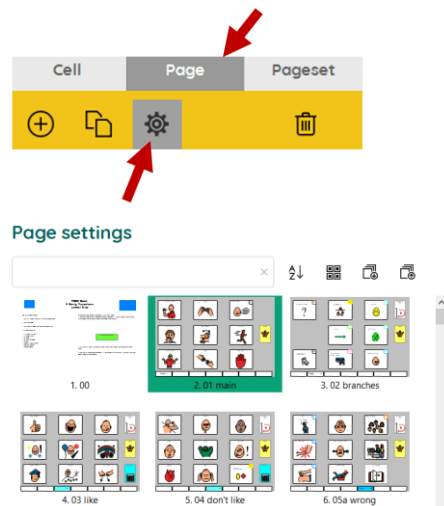 Cell Page Pageset
Page settings
1. 00
2. 01 main
3. 02 branches
4. 03 like
5. 04 don't like
6. 05a wrong